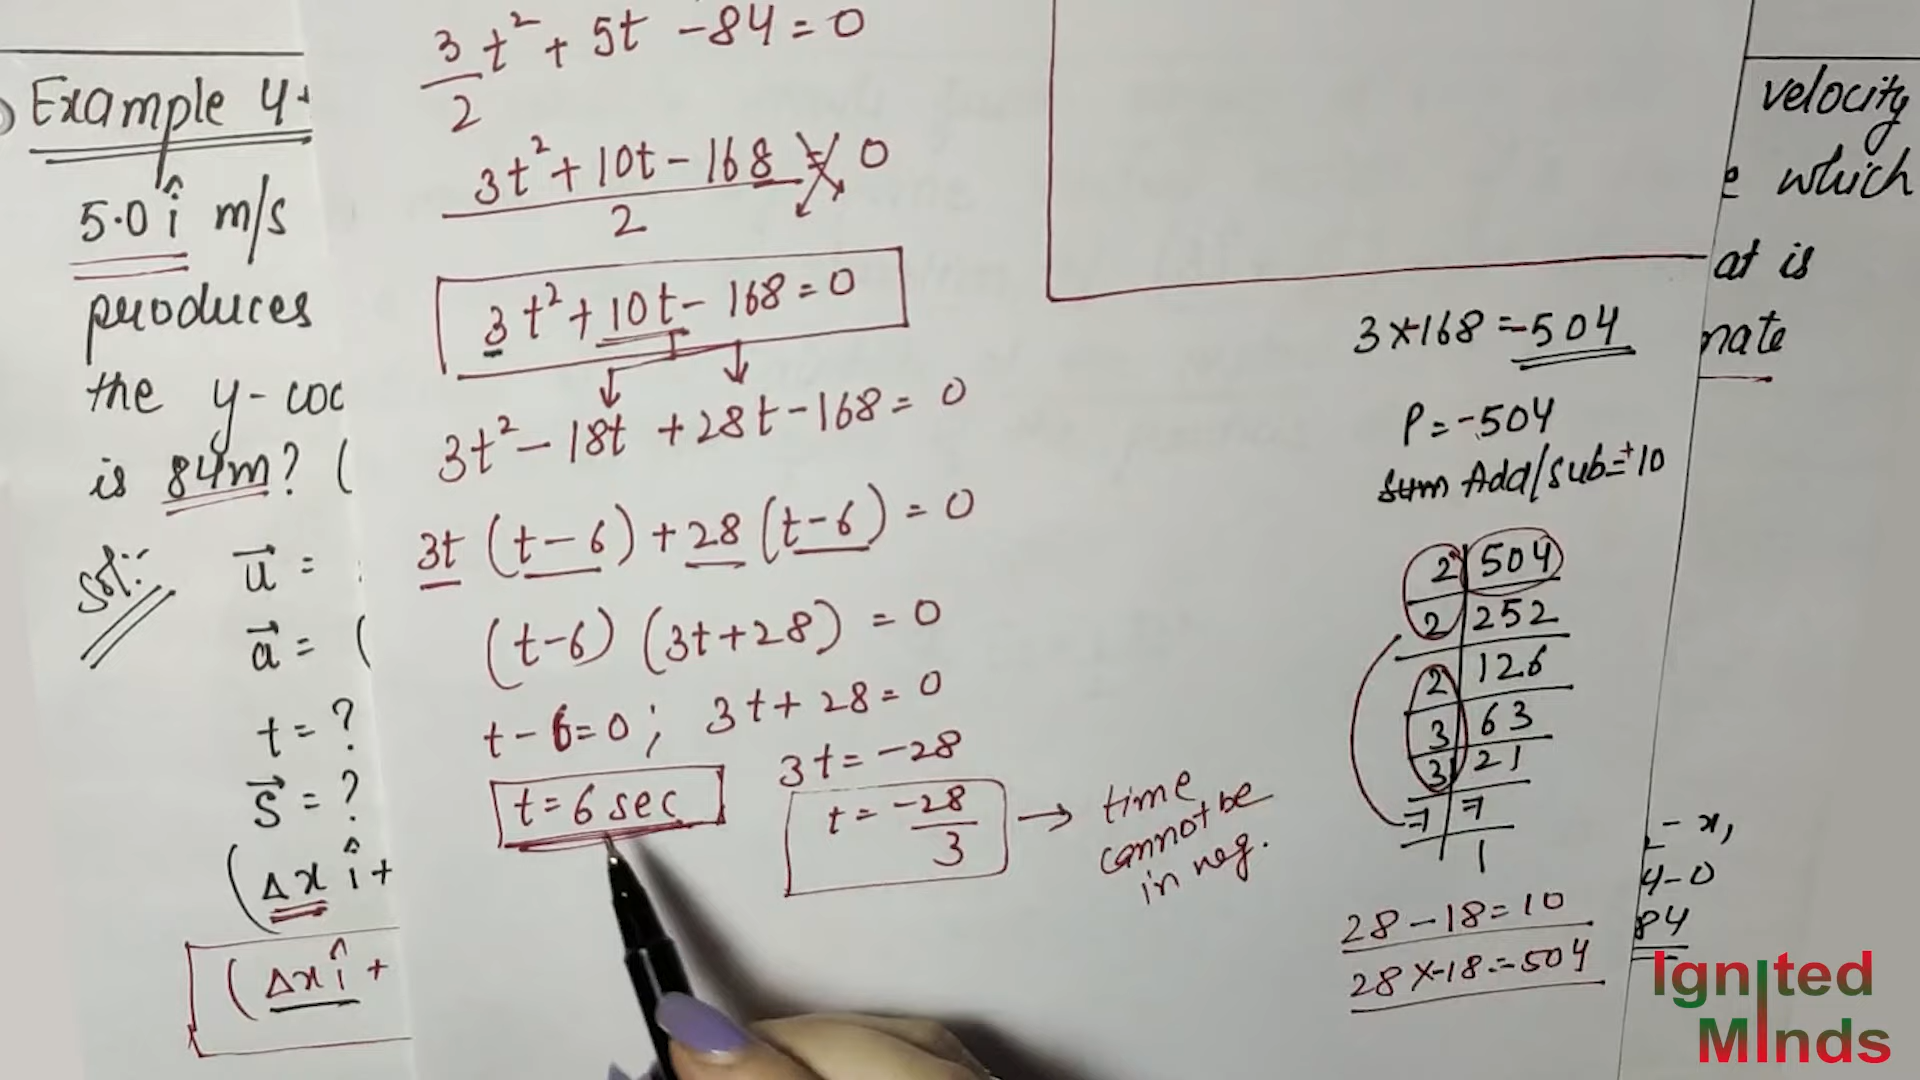 Example 4.
5.0 î m/s
produces
the y-coo
is 84m? (
Sol:-
u⃗ =
a⃗ = (
t = ?
s⃗ = ?
(Δx î +
(Δx î +
3/2 t² + 5t - 84 = 0
3t² + 10t - 168 / 2 = 0
3t² + 10t - 168 = 0
3t² - 18t + 28t - 168 = 0
3t (t - 6) + 28 (t - 6) = 0
(t - 6) (3t + 28) = 0
t - 6 = 0 ; 3t + 28 = 0
3t = -28
t = 6 sec
t = -28/3 → time
cannot be
in neg.
velocity
e which
at is
nate
3 × -168 = -504
P = -504
Sum Add/Sub = +10
2 | 504
2 | 252
2 | 126
3 | 63
3 | 21
7 | 7
1
28 - 18 = 10
28 × -18 = -504
- x,
4 - 0
84
Ignited
Minds